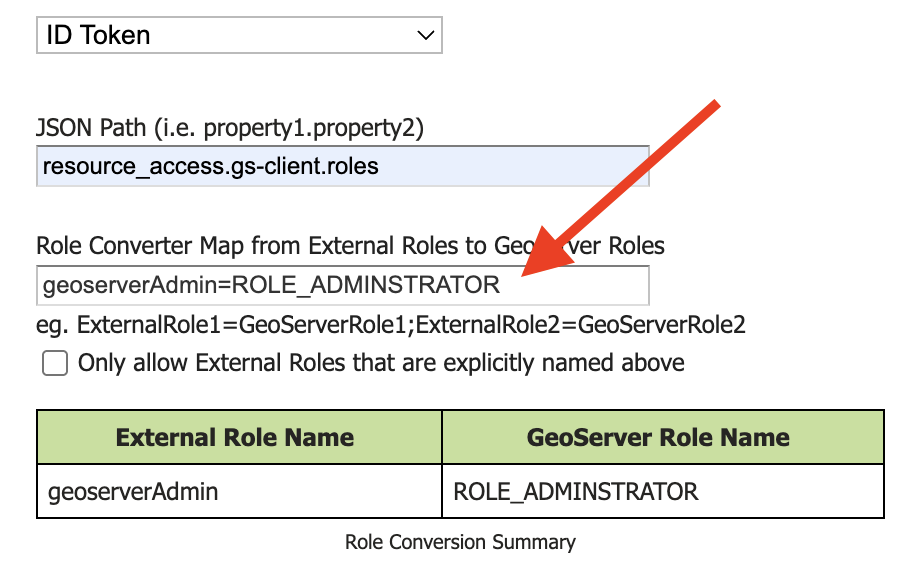 ID Token
JSON Path (i.e. property1.property2)
resource_access.gs-client.roles
Role Converter Map from External Roles to GeoServer Roles
geoserverAdmin=ROLE_ADMINSTRATOR
eg. ExternalRole1=GeoServerRole1;ExternalRole2=GeoServerRole2
Only allow External Roles that are explicitly named above
External Role Name GeoServer Role Name
geoserverAdmin ROLE_ADMINSTRATOR
Role Conversion Summary